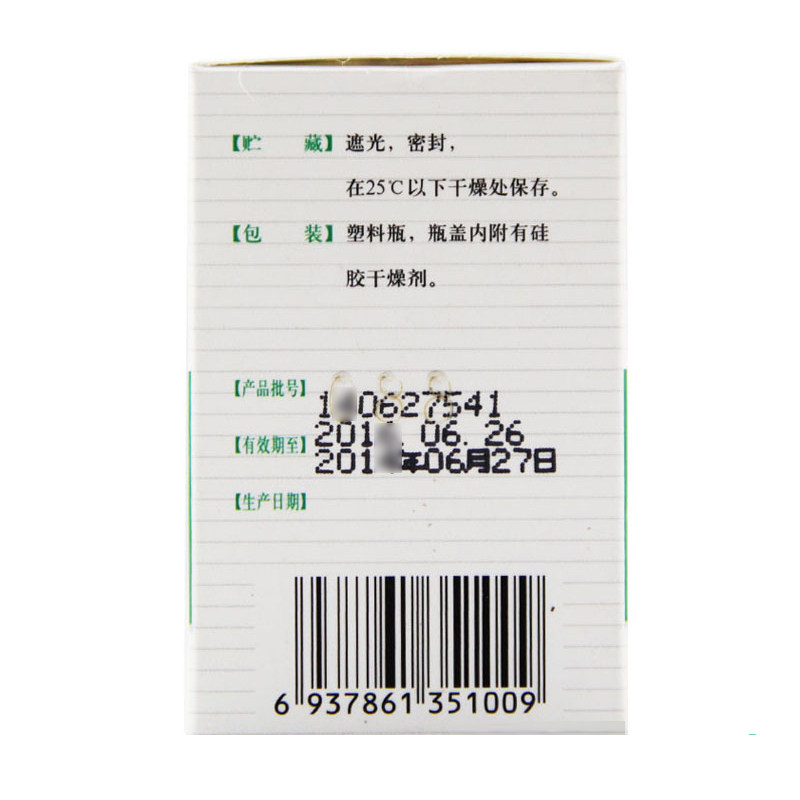 【贮 藏】遮光，密封，
在25℃以下干燥处保存。
【包 装】塑料瓶，瓶盖内附有硅
胶干燥剂。
【产品批号】
1 0627541
【有效期至】201 . 06. 26
201 年06月27日
【生产日期】
6 937861 351009